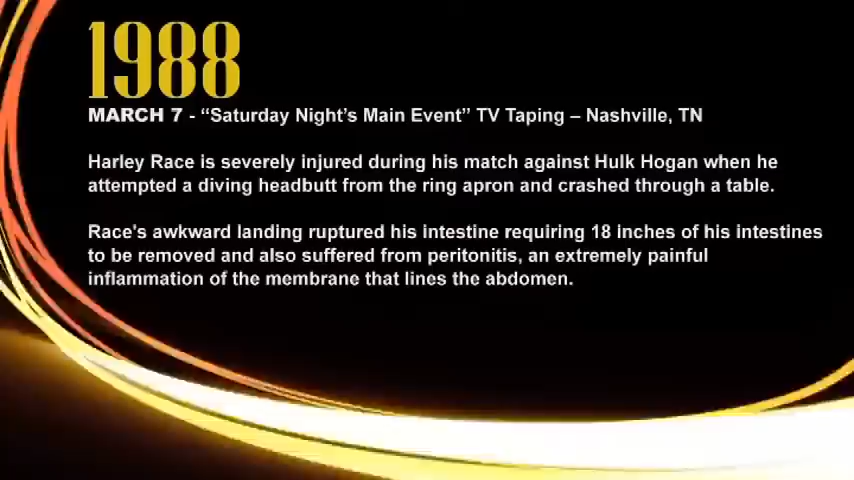 1988
MARCH 7 - “Saturday Night’s Main Event” TV Taping – Nashville, TN
Harley Race is severely injured during his match against Hulk Hogan when he
attempted a diving headbutt from the ring apron and crashed through a table.
Race's awkward landing ruptured his intestine requiring 18 inches of his intestines
to be removed and also suffered from peritonitis, an extremely painful
inflammation of the membrane that lines the abdomen.